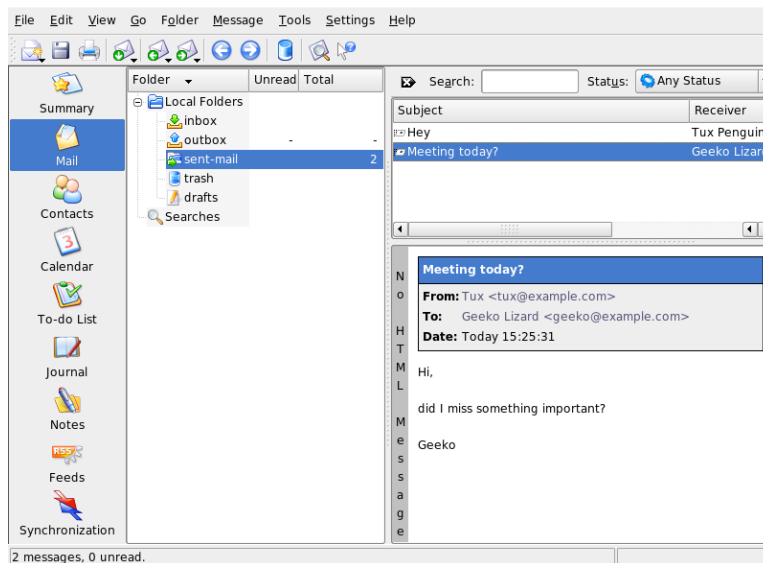 File Edit View Go Folder Message Tools Settings Help
Summary
Mail
Contacts
3
Calendar
To-do List
Journal
Notes
RSS
Feeds
Synchronization
Folder Unread Total
Local Folders
inbox
outbox - -
sent-mail 2
trash
drafts
Searches
Search: Status: Any Status
Subject Receiver
Hey Tux Penguin
Meeting today? Geeko Lizard
No HTML Message
Meeting today?
From: Tux <tux@example.com>
To: Geeko Lizard <geeko@example.com>
Date: Today 15:25:31
Hi,
did I miss something important?
Geeko
2 messages, 0 unread.